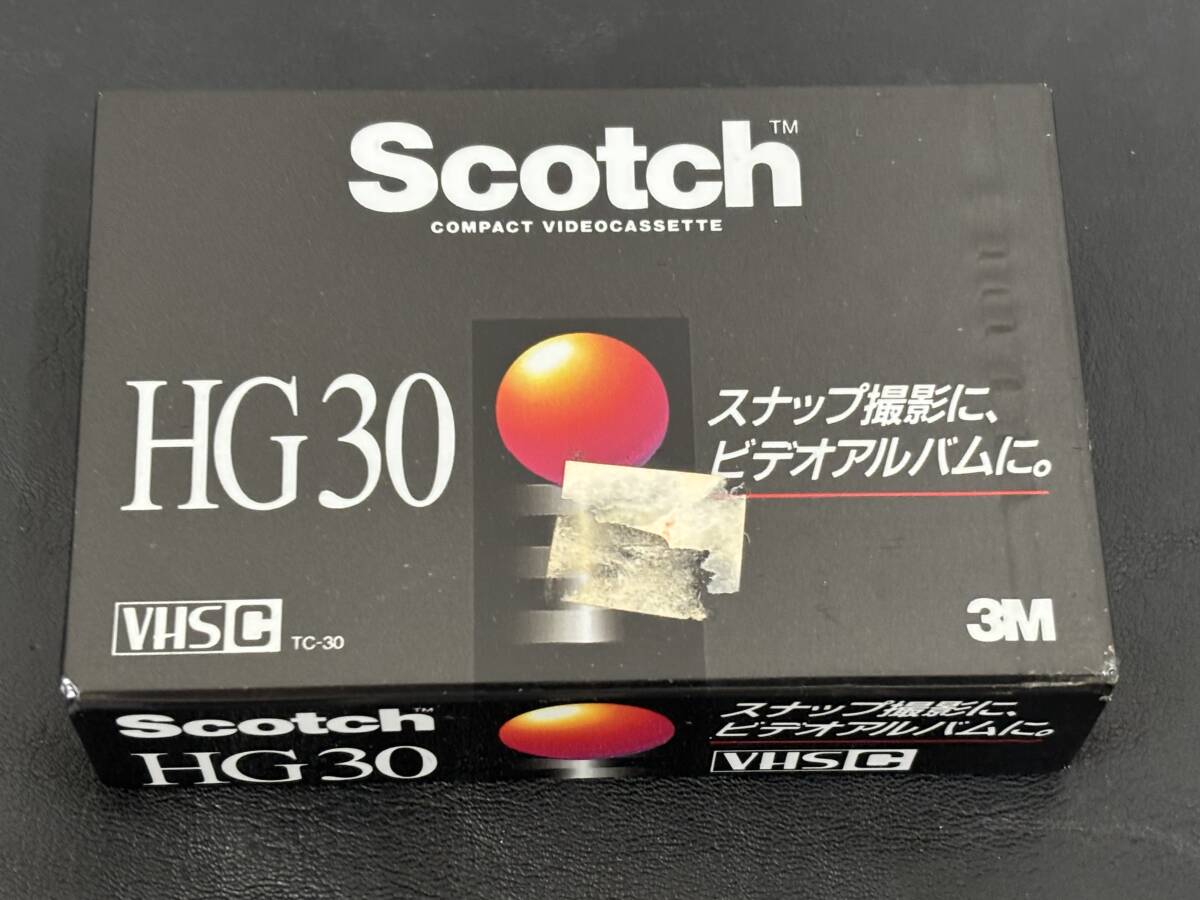 Scotch™
COMPACT VIDEOCASSETTE
HG30
スナップ撮影に、
ビデオアルバムに。
VHSC TC-30
3M
Scotch™
HG30
スナップ撮影に、
ビデオアルバムに。
VHSC